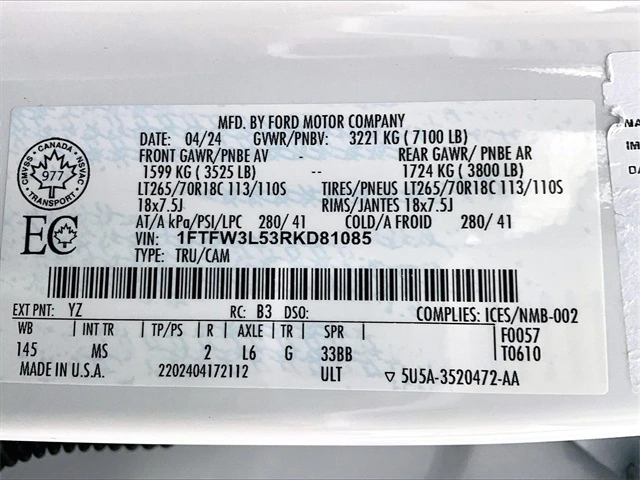 MFD. BY FORD MOTOR COMPANY
DATE: 04/24 GVWR/PNBV: 3221 KG ( 7100 LB)
FRONT GAWR/PNBE AV REAR GAWR/ PNBE AR
1599 KG ( 3525 LB) -- 1724 KG ( 3800 LB)
LT265/70R18C 113/110S TIRES/PNEUS LT265/70R18C 113/110S
18x7.5J RIMS/JANTES 18x7.5J
AT/A kPa/PSI/LPC 280/ 41 COLD/A FROID 280/ 41
VIN: 1FTFW3L53RKD81085
TYPE: TRU/CAM
CMVSS • CANADA • NSVAC
977
TRANSPORT
EC
EXT PNT: YZ RC: B3 DSO: COMPLIES: ICES/NMB-002
WB INT TR TP/PS R AXLE TR SPR F0057
145 MS 2 L6 G 33BB T0610
MADE IN U.S.A. 2202404172112 ULT ▽ 5U5A-3520472-AA
MA
IM
DA